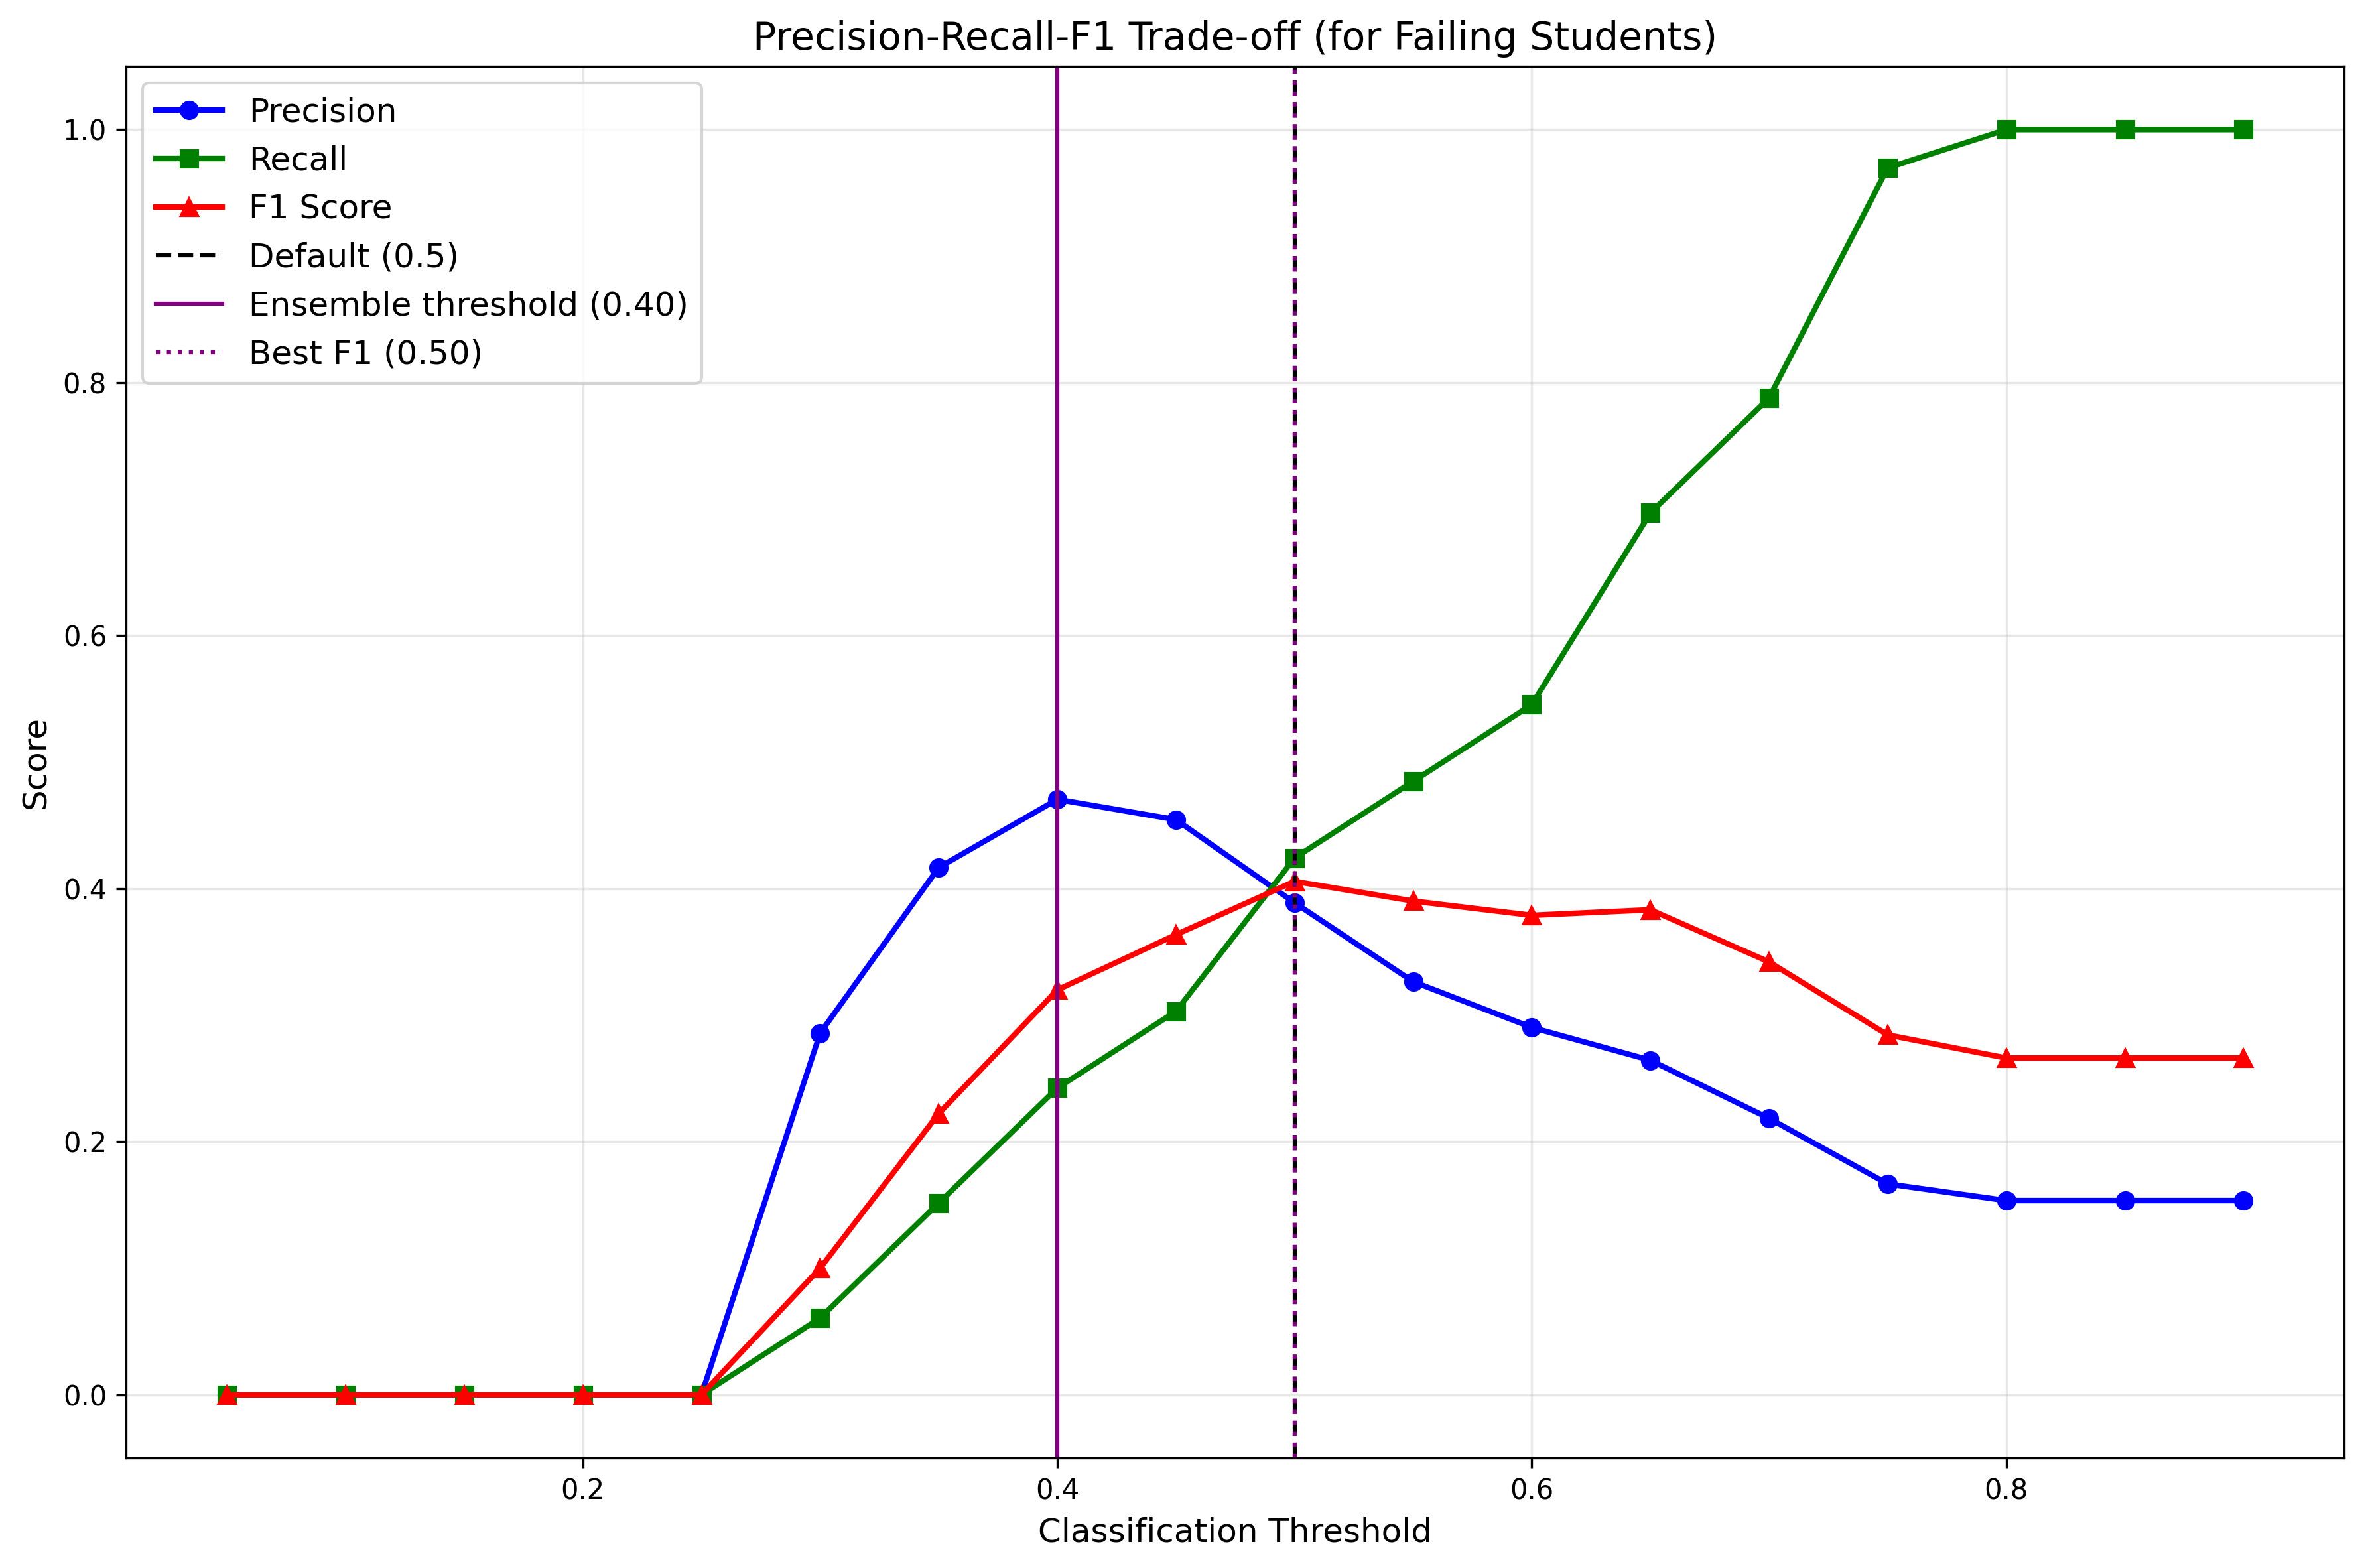 Precision-Recall-F1 Trade-off (for Failing Students)
Precision
Recall
F1 Score
Default (0.5)
Ensemble threshold (0.40)
Best F1 (0.50)
1.0
0.8
0.6
0.4
0.2
0.0
Score
0.2 0.4 0.6 0.8
Classification Threshold